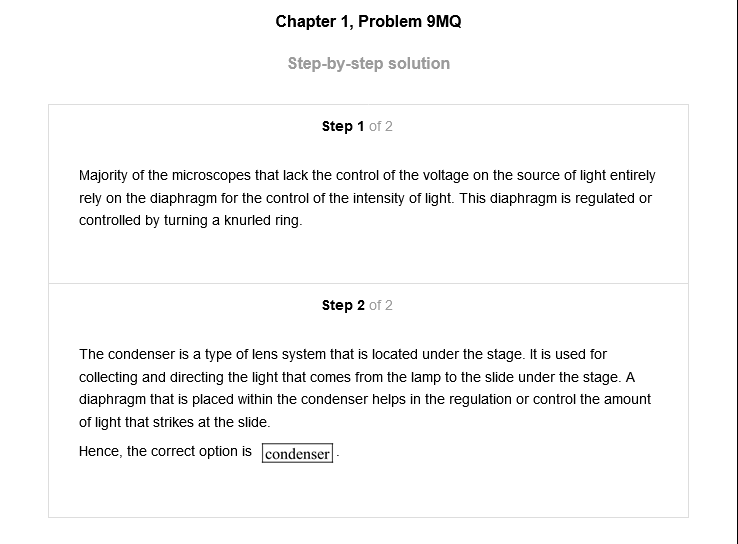 Chapter 1, Problem 9MQ
Step-by-step solution
Step 1 of 2
Majority of the microscopes that lack the control of the voltage on the source of light entirely
rely on the diaphragm for the control of the intensity of light. This diaphragm is regulated or
controlled by turning a knurled ring.
Step 2 of 2
The condenser is a type of lens system that is located under the stage. It is used for
collecting and directing the light that comes from the lamp to the slide under the stage. A
diaphragm that is placed within the condenser helps in the regulation or control the amount
of light that strikes at the slide.
Hence, the correct option is condenser.